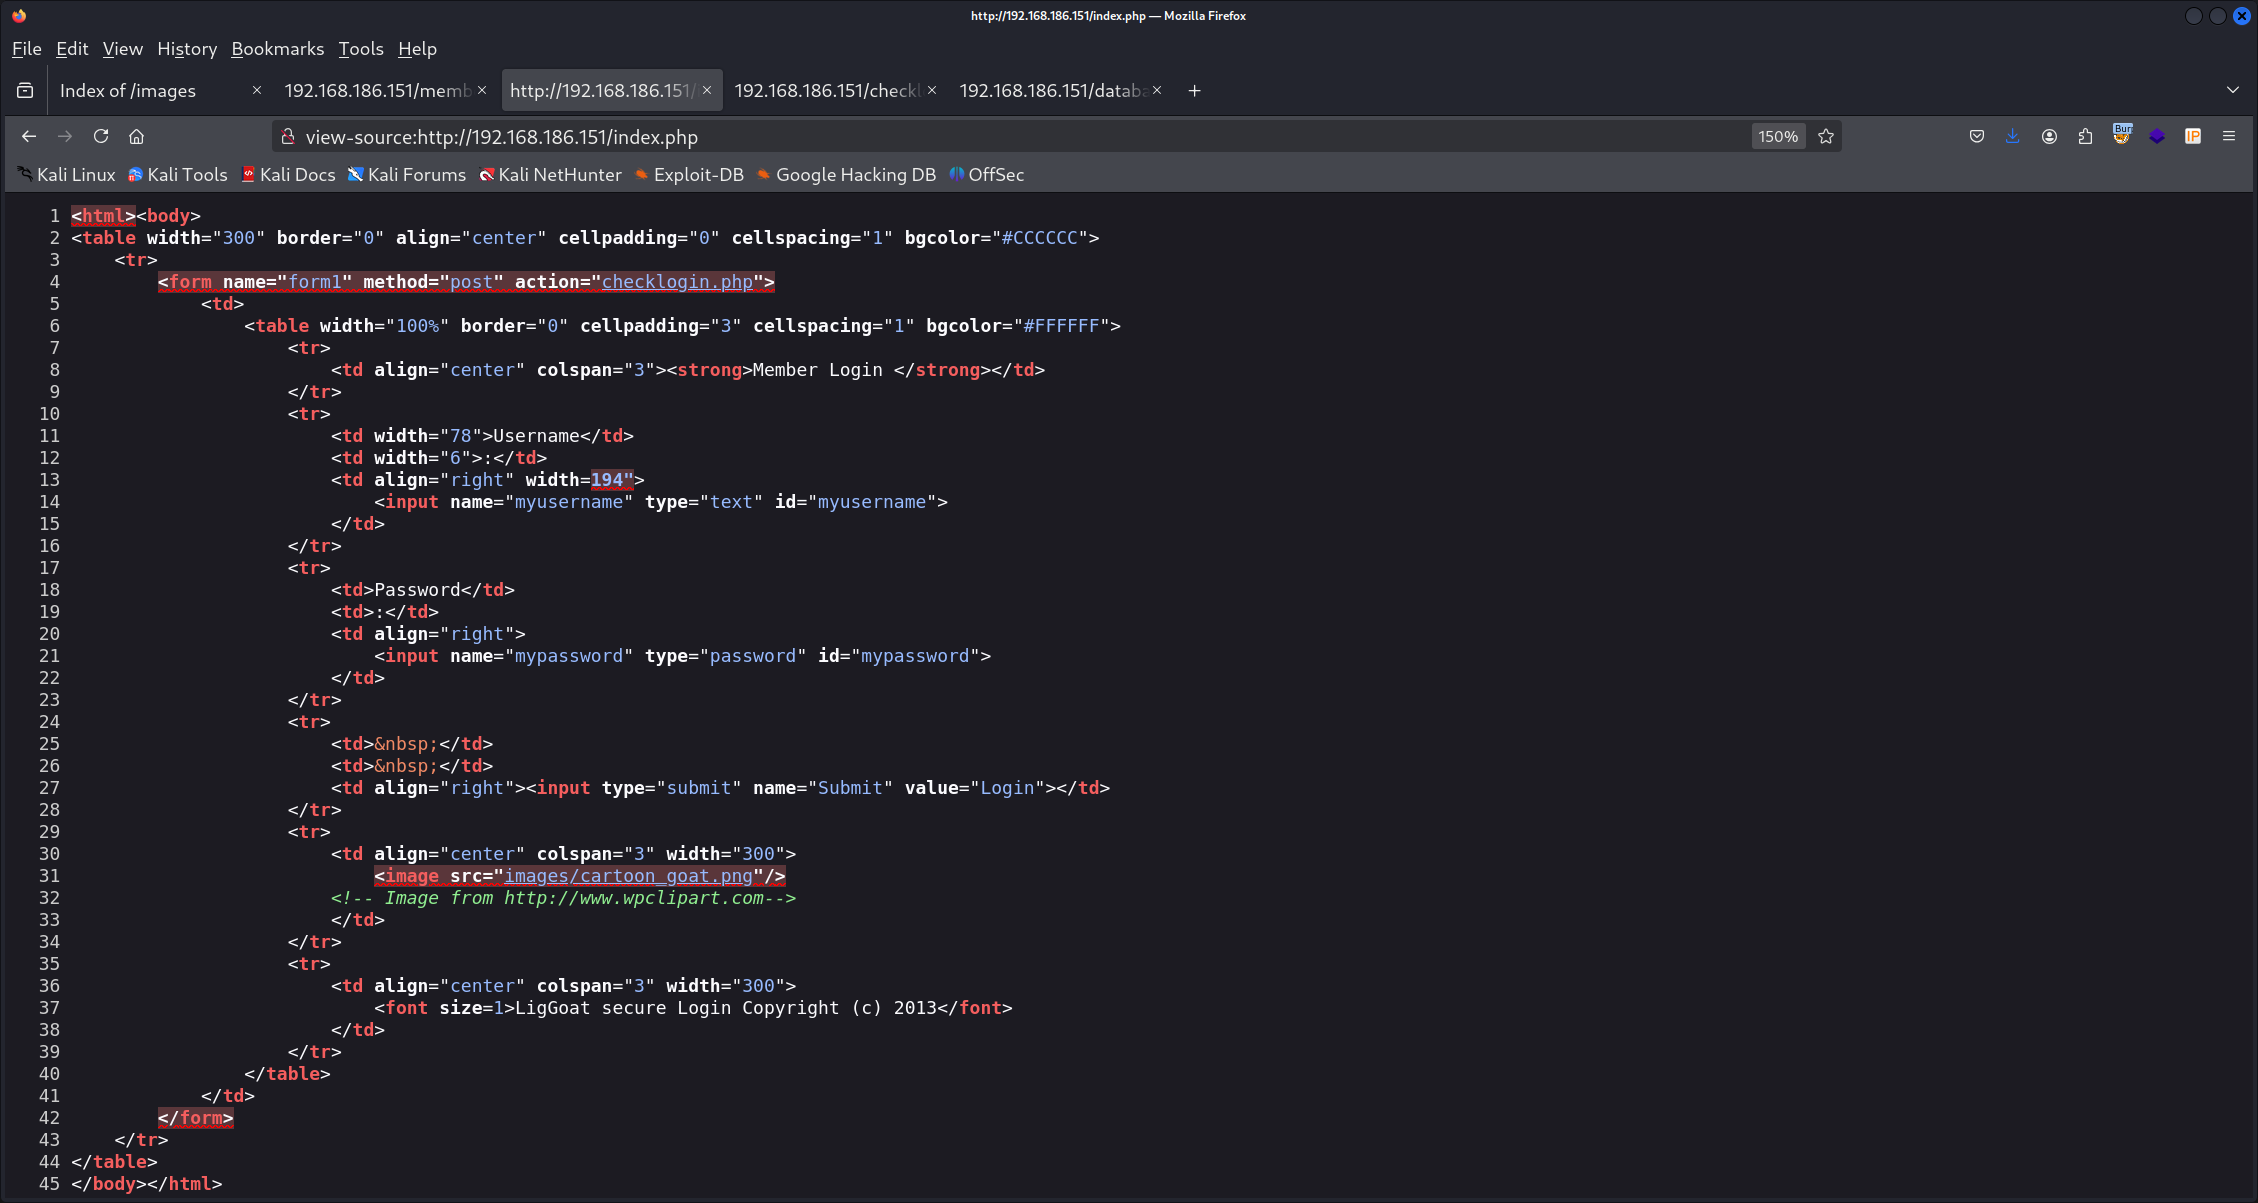 http://192.168.186.151/index.php — Mozilla Firefox
File Edit View History Bookmarks Tools Help
Index of /images × 192.168.186.151/memb × http://192.168.186.151/ × 192.168.186.151/checkl × 192.168.186.151/databa × +
view-source:http://192.168.186.151/index.php 150% Bur IP
Kali Linux Kali Tools Kali Docs Kali Forums Kali NetHunter Exploit-DB Google Hacking DB OffSec
1 <html><body>
2 <table width="300" border="0" align="center" cellpadding="0" cellspacing="1" bgcolor="#CCCCCC">
3 <tr>
4 <form name="form1" method="post" action="checklogin.php">
5 <td>
6 <table width="100%" border="0" cellpadding="3" cellspacing="1" bgcolor="#FFFFFF">
7 <tr>
8 <td align="center" colspan="3"><strong>Member Login </strong></td>
9 </tr>
10 <tr>
11 <td width="78">Username</td>
12 <td width="6">:</td>
13 <td align="right" width=194">
14 <input name="myusername" type="text" id="myusername">
15 </td>
16 </tr>
17 <tr>
18 <td>Password</td>
19 <td>:</td>
20 <td align="right">
21 <input name="mypassword" type="password" id="mypassword">
22 </td>
23 </tr>
24 <tr>
25 <td>&nbsp;</td>
26 <td>&nbsp;</td>
27 <td align="right"><input type="submit" name="Submit" value="Login"></td>
28 </tr>
29 <tr>
30 <td align="center" colspan="3" width="300">
31 <image src="images/cartoon_goat.png"/>
32 <!-- Image from http://www.wpclipart.com-->
33 </td>
34 </tr>
35 <tr>
36 <td align="center" colspan="3" width="300">
37 <font size=1>LigGoat secure Login Copyright (c) 2013</font>
38 </td>
39 </tr>
40 </table>
41 </td>
42 </form>
43 </tr>
44 </table>
45 </body></html>